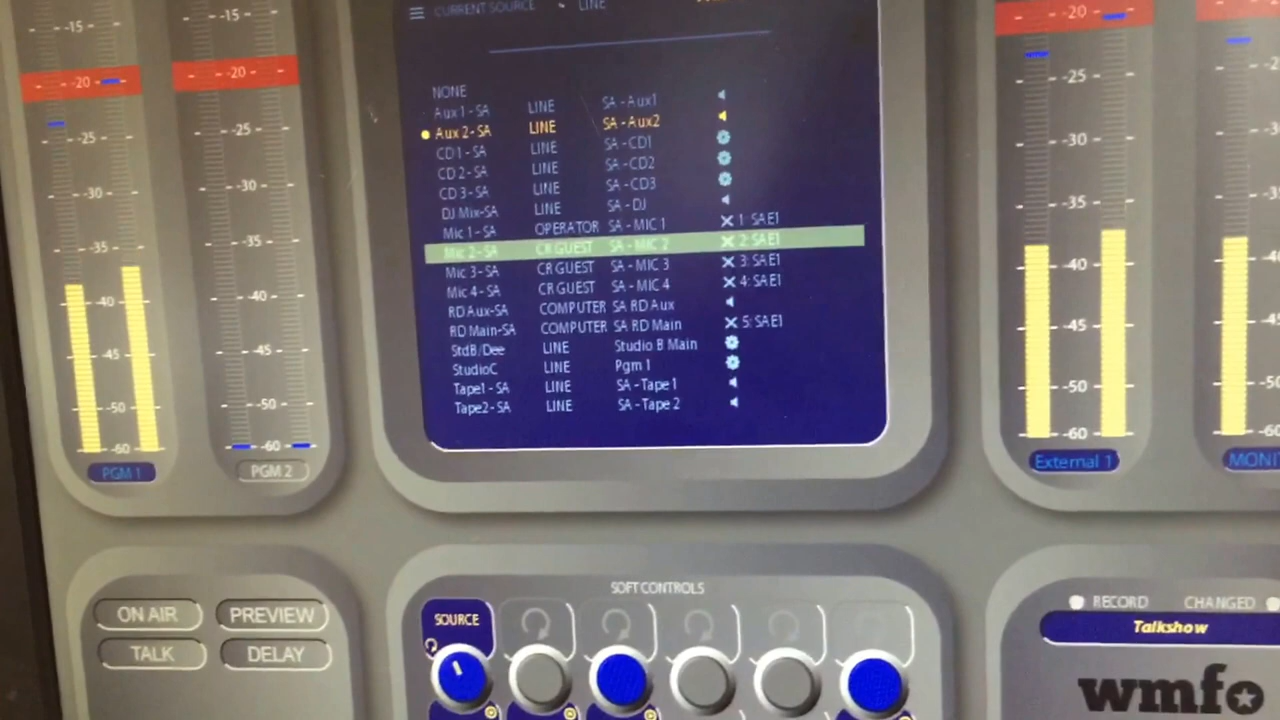 CURRENT SOURCE LINE
NONE
Aux 1 - SA LINE SA - Aux1
Aux 2 - SA LINE SA - Aux2
CD 1 - SA LINE SA - CD1
CD 2 - SA LINE SA - CD2
CD 3 - SA LINE SA - CD3
DJ Mix-SA LINE SA - DJ
Mic 1 - SA OPERATOR SA - MIC 1 1: SAE1
Mic 2 - SA CR GUEST SA - MIC 2 2: SAE1
Mic 3 - SA CR GUEST SA - MIC 3 3: SAE1
Mic 4 - SA CR GUEST SA - MIC 4 4: SAE1
RD Aux-SA COMPUTER SA RD Aux
RD Main-SA COMPUTER SA RD Main 5: SAE1
StdB/Dee LINE Studio B Main
StudioC LINE Pgm 1
Tape1 - SA LINE SA - Tape 1
Tape2 - SA LINE SA - Tape 2
-15
-20
-25
-30
-35
-40
-45
-50
-60
PGM 1
-15
-20
-25
-30
-35
-40
-45
-50
-60
PGM 2
-20
-25
-30
-35
-40
-45
-50
-60
External 1
ON AIR PREVIEW
TALK DELAY
SOFT CONTROLS
SOURCE
RECORD CHANGED
Talkshow
wmfo